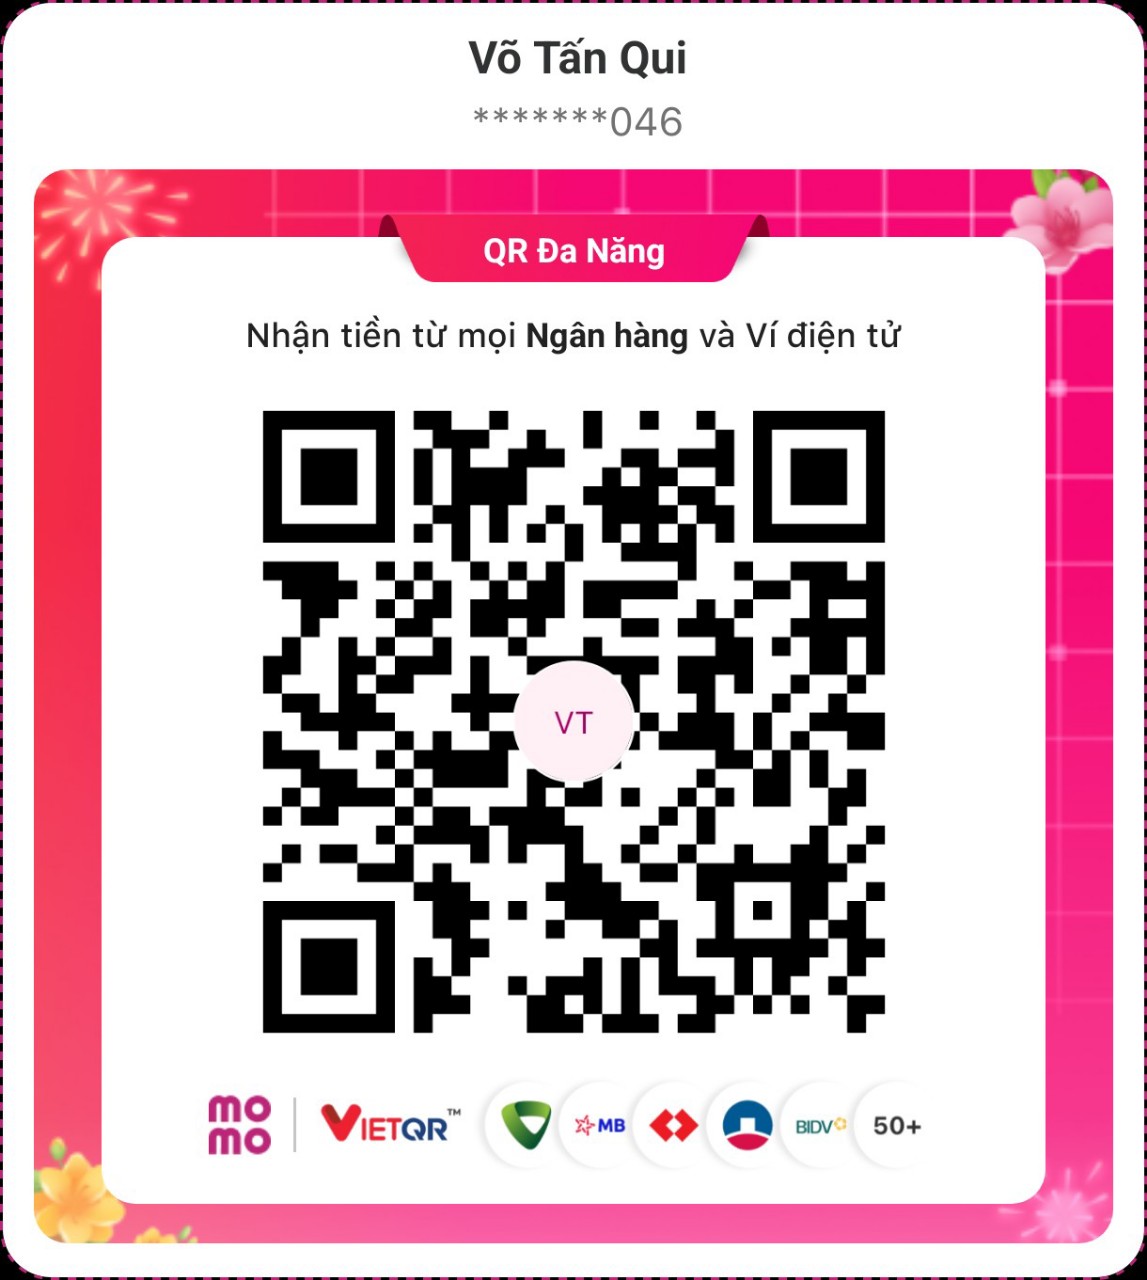 Võ Tấn Qui
*******046
QR Đa Năng
Nhận tiền từ mọi Ngân hàng và Ví điện tử
VT
mo
mo
VIETQR™
MB
BIDV
50+